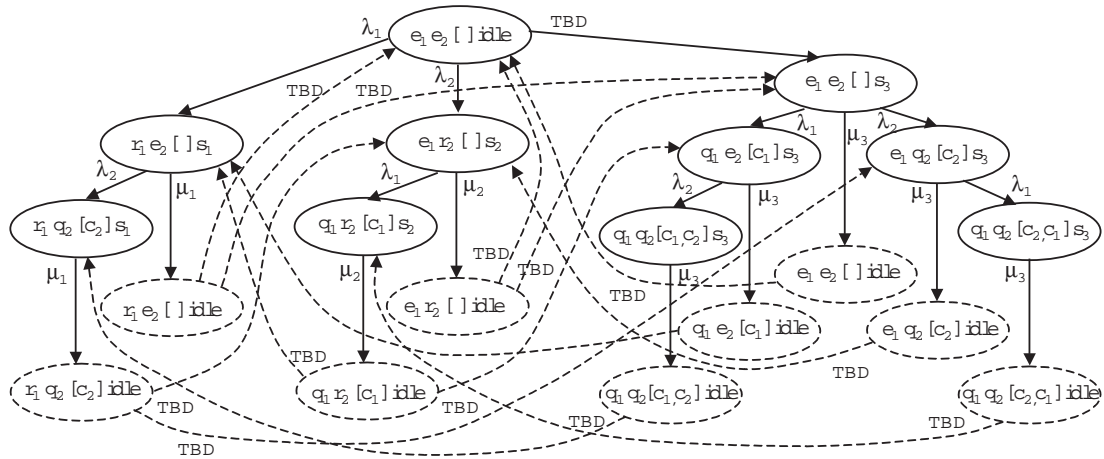 λ₁ e₁ e₂ [ ] idle TBD
λ₂
TBD TBD
e₁ e₂ [ ] s₃
r₁ e₂ [ ] s₁
e₁ r₂ [ ] s₂
λ₁ μ₃ λ₂
q₁ e₂ [c₁] s₃
e₁ q₂ [c₂] s₃
λ₂ μ₁ λ₁ μ₂ λ₂ μ₃ μ₃ λ₁
r₁ q₂ [c₂] s₁
q₁ r₂ [c₁] s₂
q₁ q₂ [c₁,c₂] s₃
q₁ q₂ [c₂,c₁] s₃
μ₁ μ₂ TBD TBD μ₃ μ₃
e₁ e₂ [ ] idle
r₁ e₂ [ ] idle
e₁ r₂ [ ] idle
TBD
q₁ e₂ [c₁] idle
e₁ q₂ [c₂] idle
TBD TBD
r₁ q₂ [c₂] idle
q₁ r₂ [c₁] idle
q₁ q₂ [c₁,c₂] idle
q₁ q₂ [c₂,c₁] idle
TBD TBD TBD TBD
TBD